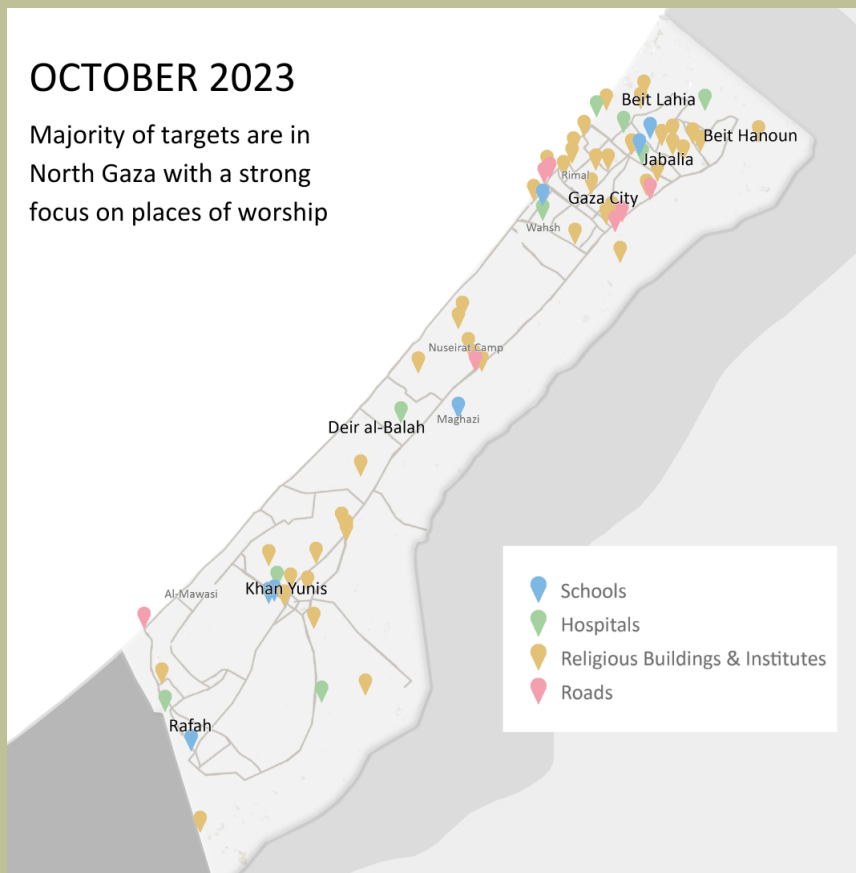 OCTOBER 2023
Majority of targets are in
North Gaza with a strong
focus on places of worship
Beit Lahia
Beit Hanoun
Jabalia
Rimal
Gaza City
Wahsh
Nuseirat Camp
Maghazi
Deir al-Balah
Khan Yunis
Al-Mawasi
Rafah
Schools
Hospitals
Religious Buildings & Institutes
Roads